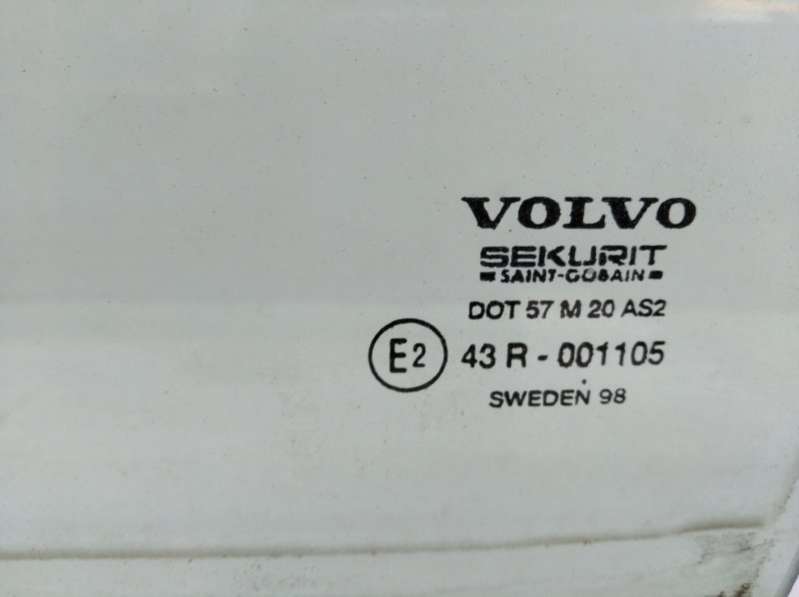 VOLVO
SEKURIT
SAINT-GOBAIN
DOT 57 M 20 AS2
E2 43 R - 001105
SWEDEN 98